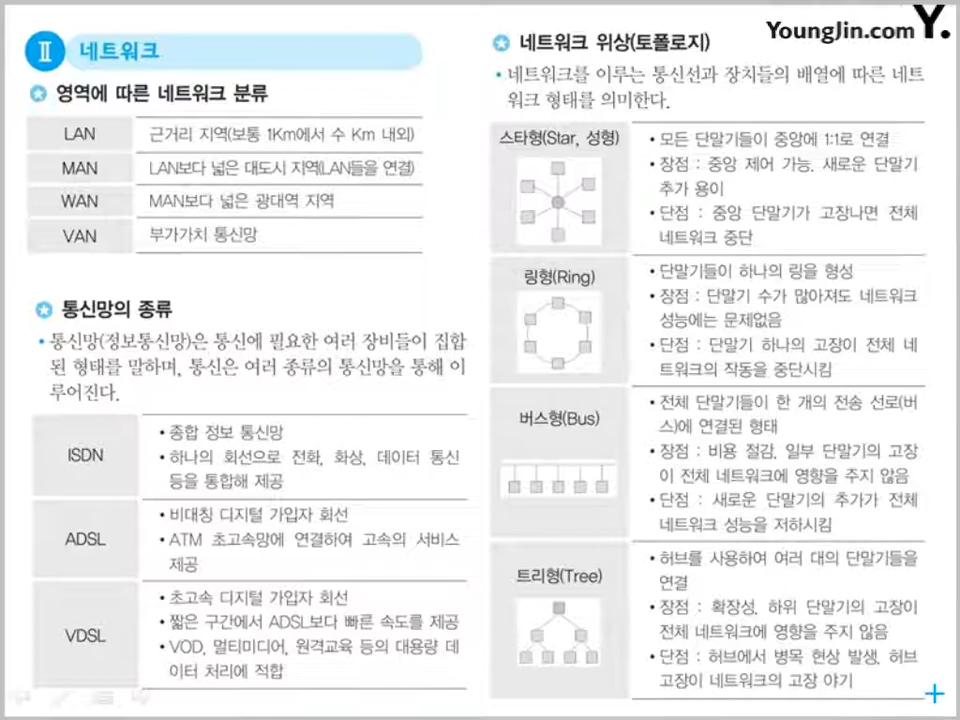 YoungJin.com Y.
Ⅱ 네트워크
영역에 따른 네트워크 분류
LAN 근거리 지역(보통 1Km에서 수 Km 내외)
MAN LAN보다 넓은 대도시 지역(LAN들을 연결)
WAN MAN보다 넓은 광대역 지역
VAN 부가가치 통신망
통신망의 종류
• 통신망(정보통신망)은 통신에 필요한 여러 장비들이 집합
된 형태를 말하며, 통신은 여러 종류의 통신망을 통해 이
루어진다.
ISDN
• 종합 정보 통신망
• 하나의 회선으로 전화, 화상, 데이터 통신
등을 통합해 제공
ADSL
• 비대칭 디지털 가입자 회선
• ATM 초고속망에 연결하여 고속의 서비스
제공
VDSL
• 초고속 디지털 가입자 회선
• 짧은 구간에서 ADSL보다 빠른 속도를 제공
• VOD, 멀티미디어, 원격교육 등의 대용량 데
이터 처리에 적합
네트워크 위상(토폴로지)
• 네트워크를 이루는 통신선과 장치들의 배열에 따른 네트
워크 형태를 의미한다.
스타형(Star, 성형)
• 모든 단말기들이 중앙에 1:1로 연결
• 장점 : 중앙 제어 가능, 새로운 단말기
추가 용이
• 단점 : 중앙 단말기가 고장나면 전체
네트워크 중단
링형(Ring)
• 단말기들이 하나의 링을 형성
• 장점 : 단말기 수가 많아져도 네트워크
성능에는 문제없음
• 단점 : 단말기 하나의 고장이 전체 네
트워크의 작동을 중단시킴
버스형(Bus)
• 전체 단말기들이 한 개의 전송 선로(버
스)에 연결된 형태
• 장점 : 비용 절감, 일부 단말기의 고장
이 전체 네트워크에 영향을 주지 않음
• 단점 : 새로운 단말기의 추가가 전체
네트워크 성능을 저하시킴
트리형(Tree)
• 허브를 사용하여 여러 대의 단말기들을
연결
• 장점 : 확장성, 하위 단말기의 고장이
전체 네트워크에 영향을 주지 않음
• 단점 : 허브에서 병목 현상 발생, 허브
고장이 네트워크의 고장 야기